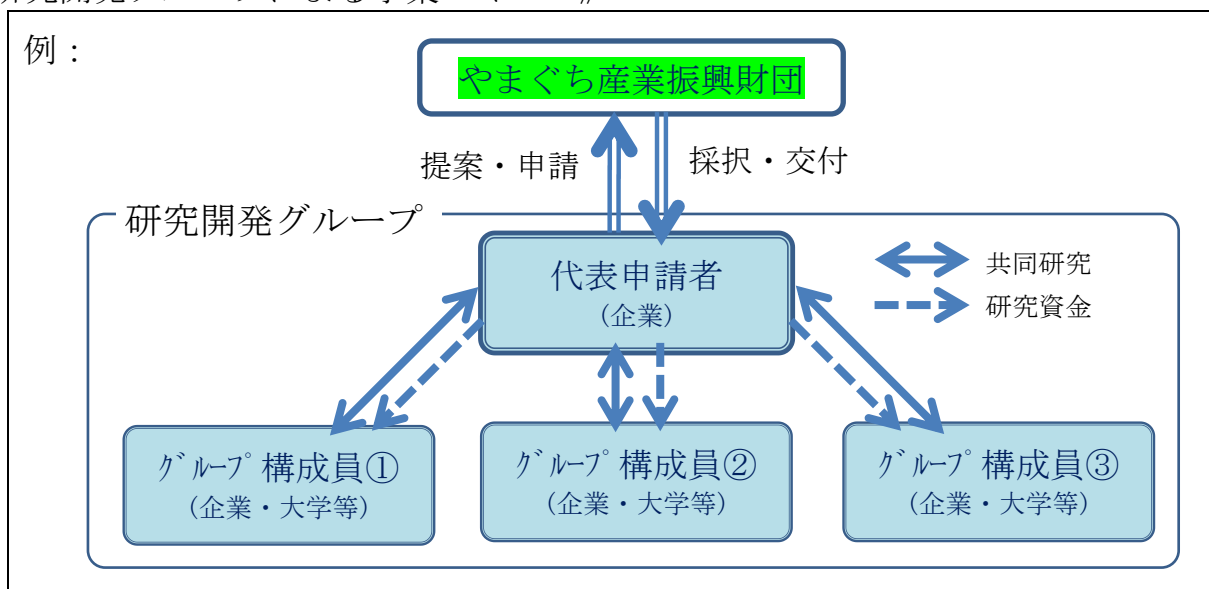 例：
やまぐち産業振興財団
提案・申請
採択・交付
研究開発グループ
代表申請者
(企業)
共同研究
研究資金
ｸﾞﾙｰﾌﾟ構成員①
(企業・大学等)
ｸﾞﾙｰﾌﾟ構成員②
(企業・大学等)
ｸﾞﾙｰﾌﾟ構成員③
(企業・大学等)